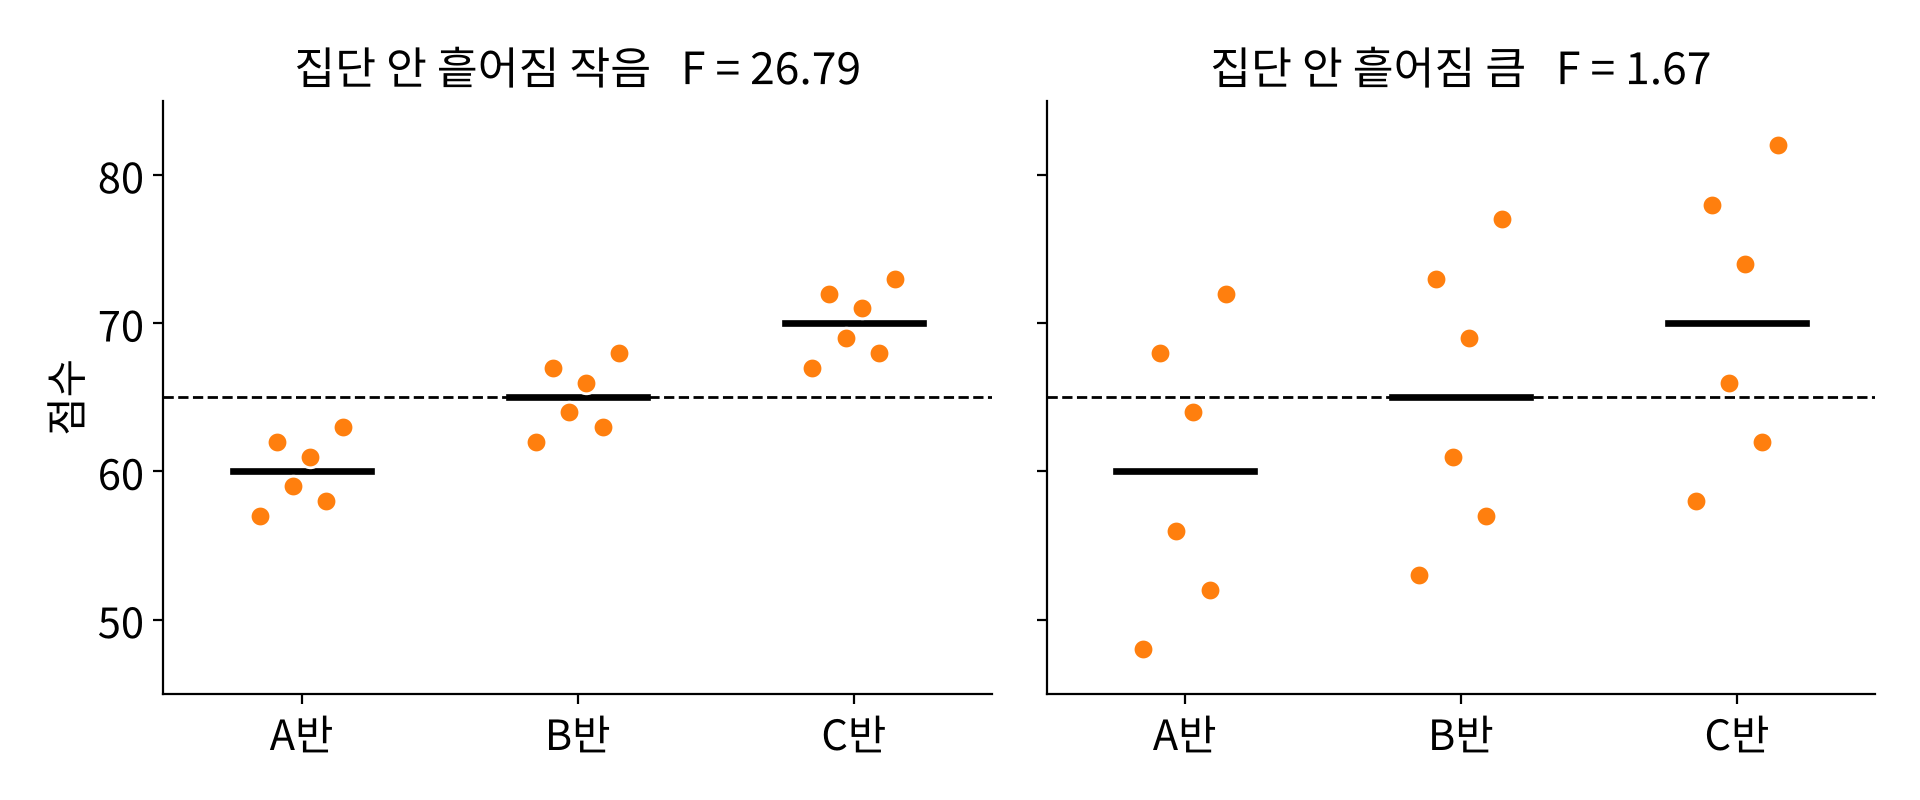 집단 안 흩어짐 작음 F = 26.79
집단 안 흩어짐 큼 F = 1.67
점수
80
70
60
50
A반
B반
C반
A반
B반
C반